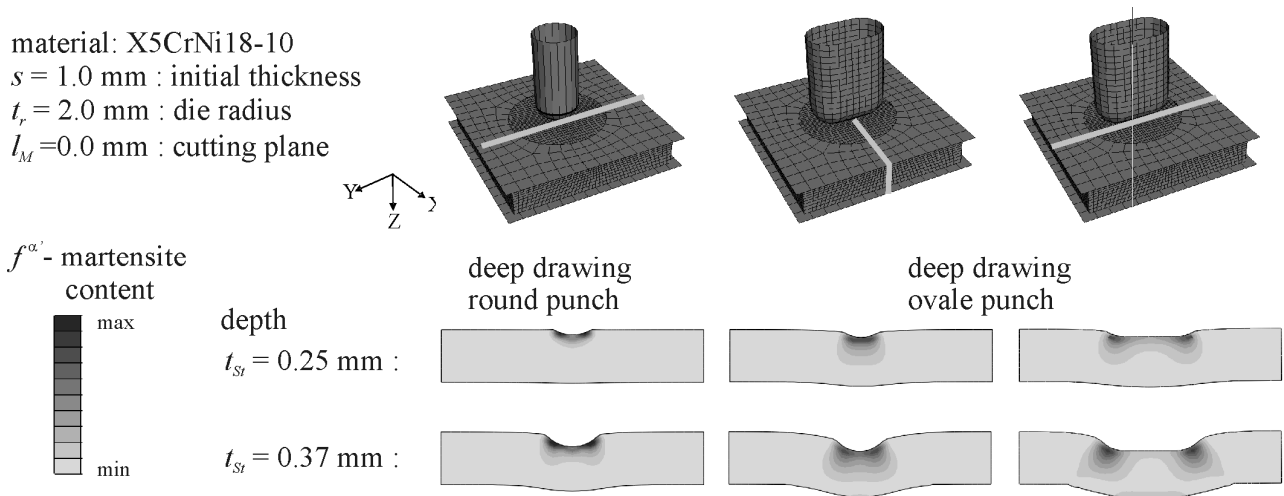 material: X5CrNi18-10
s = 1.0 mm : initial thickness
t_r = 2.0 mm : die radius
l_M =0.0 mm : cutting plane
Y
Z
f^α' - martensite
content
max
min
depth
t_St = 0.25 mm :
t_St = 0.37 mm :
deep drawing
round punch
deep drawing
ovale punch